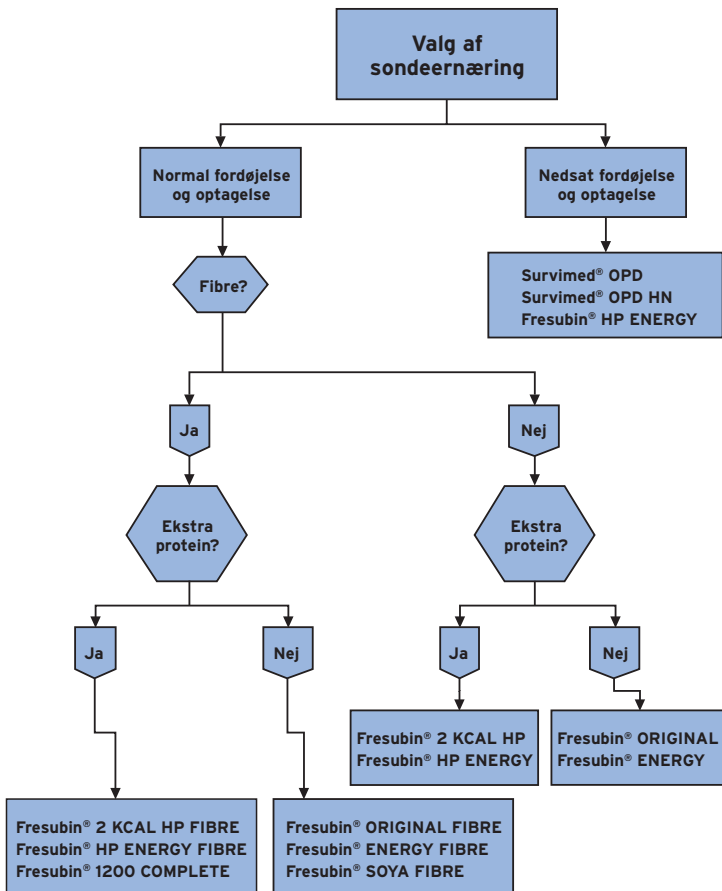 Valg af
sondeernæring
Normal fordøjelse
og optagelse
Nedsat fordøjelse
og optagelse
Survimed® OPD
Survimed® OPD HN
Fresubin® HP ENERGY
Fibre?
Ja
Nej
Ekstra
protein?
Ekstra
protein?
Ja
Nej
Ja
Nej
Fresubin® 2 KCAL HP
Fresubin® HP ENERGY
Fresubin® ORIGINAL
Fresubin® ENERGY
Fresubin® 2 KCAL HP FIBRE
Fresubin® HP ENERGY FIBRE
Fresubin® 1200 COMPLETE
Fresubin® ORIGINAL FIBRE
Fresubin® ENERGY FIBRE
Fresubin® SOYA FIBRE